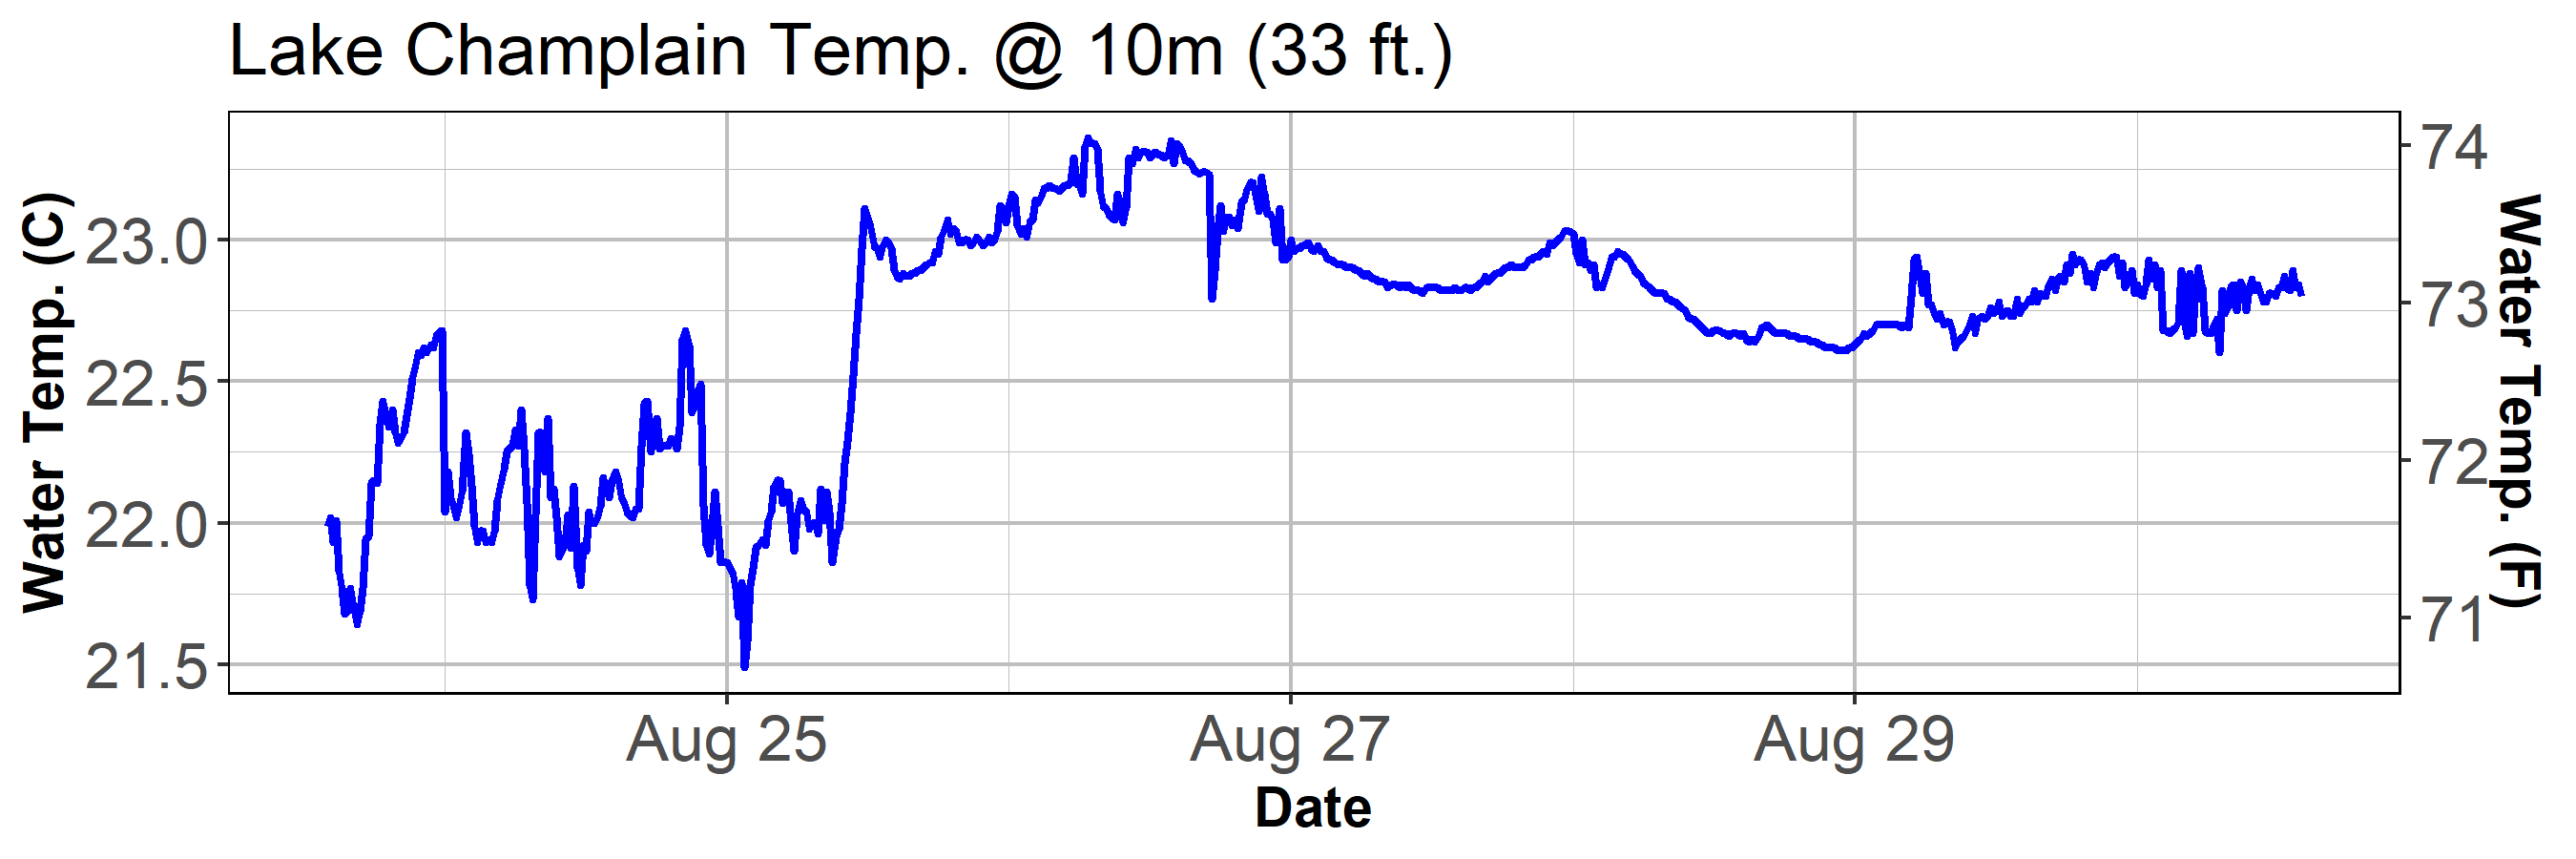 Lake Champlain Temp. @ 10m (33 ft.)
Water Temp. (C)
23.0
22.5
22.0
21.5
74
73
72
71
Water Temp. (F)
Aug 25
Aug 27
Aug 29
Date